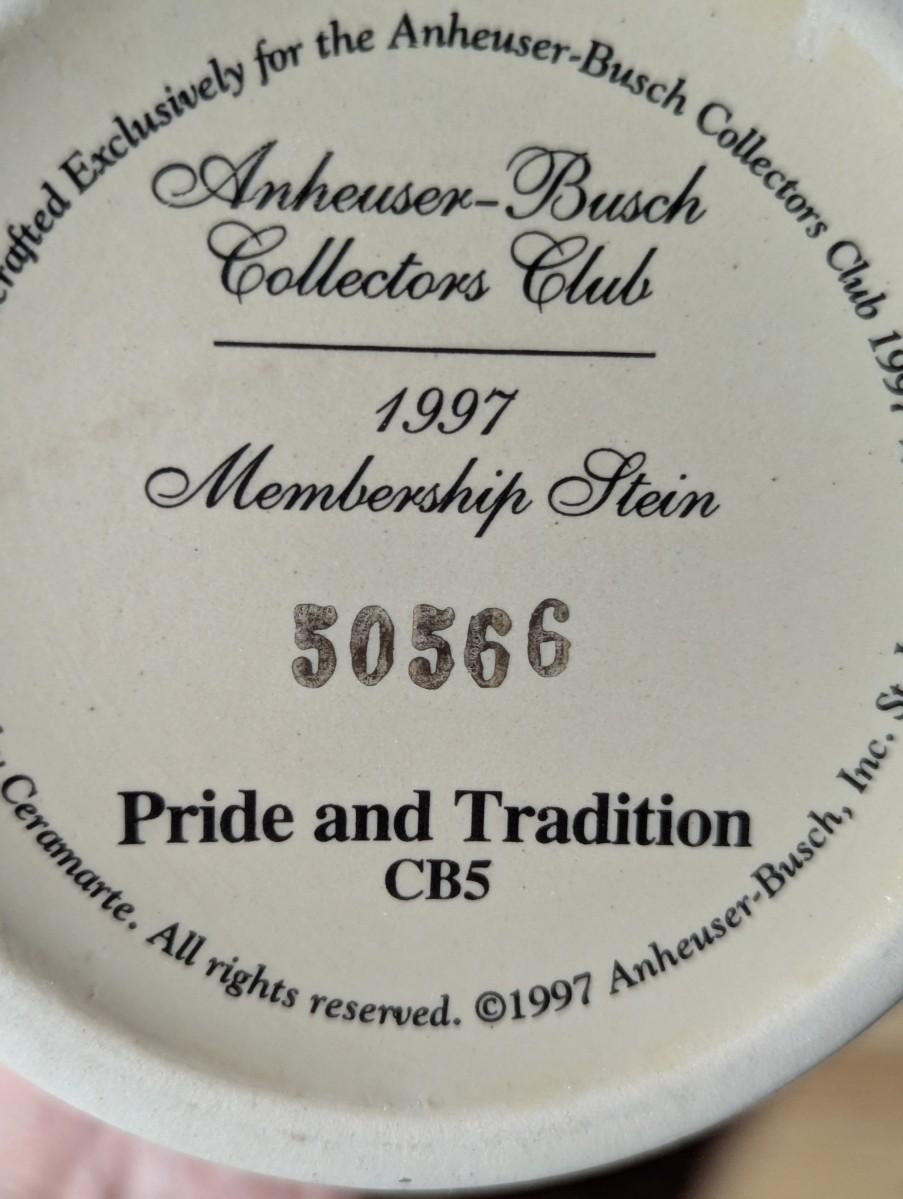 Exclusively for the Anheuser-Busch Collectors Club
Anheuser-Busch
Collectors Club
1997
Membership Stein
50566
Pride and Tradition
CB5
Ceramarte. All rights reserved. ©1997 Anheuser-Busch, Inc.